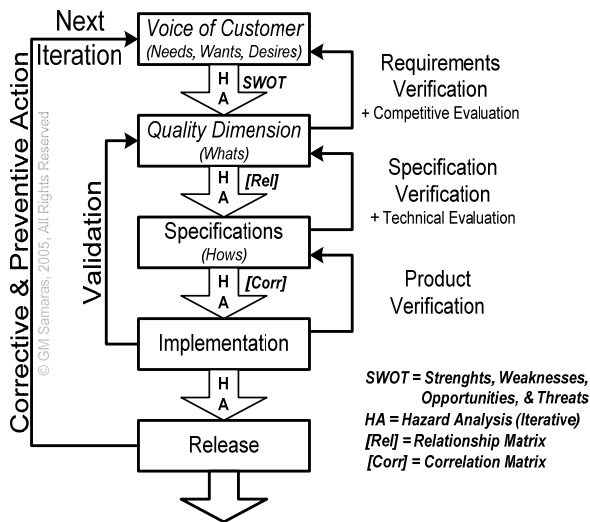 Next
Iteration
Voice of Customer
(Needs, Wants, Desires)
H
A
SWOT
Requirements
Verification
+ Competitive Evaluation
Quality Dimension
(Whats)
H
A
[Rel]
Specification
Verification
+ Technical Evaluation
Specifications
(Hows)
H
A
[Corr]
Product
Verification
Implementation
H
A
Release
Validation
Corrective & Preventive Action
© GM Samaras, 2005, All Rights Reserved
SWOT = Strenghts, Weaknesses,
Opportunities, & Threats
HA = Hazard Analysis (Iterative)
[Rel] = Relationship Matrix
[Corr] = Correlation Matrix